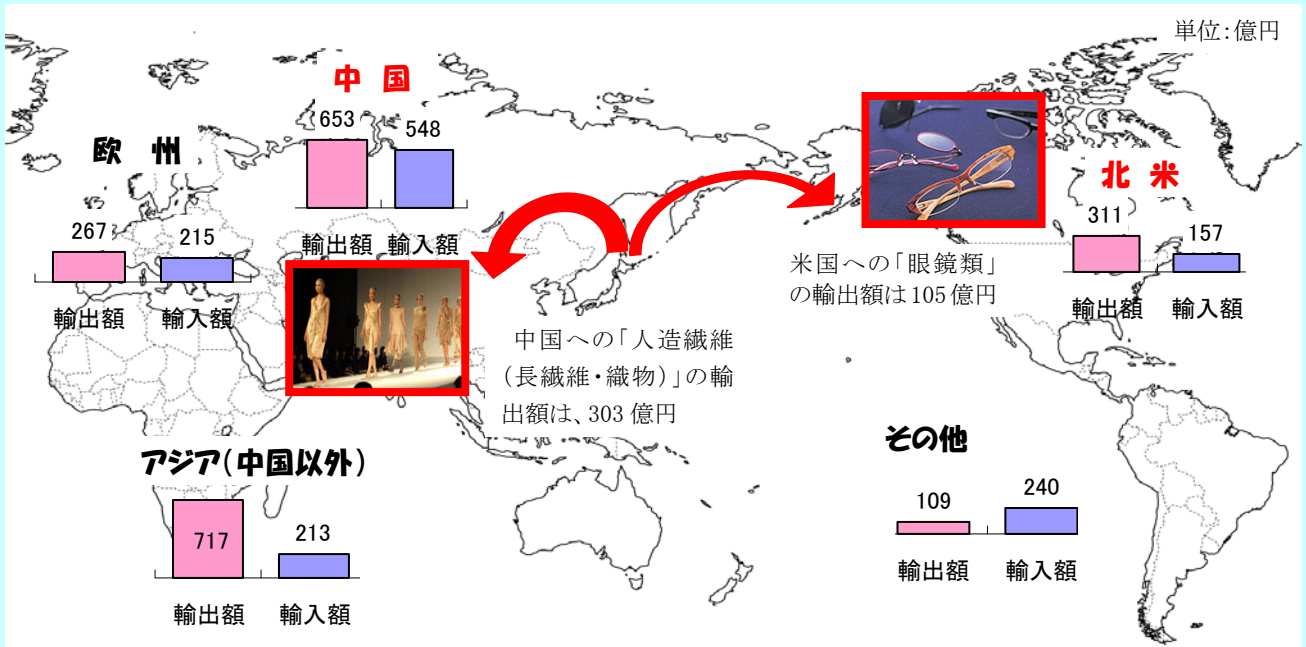 単位:億円
中 国
653
548
輸出額
輸入額
欧 州
267
215
輸出額
輸入額
北 米
311
157
輸出額
輸入額
米国への「眼鏡類」
の輸出額は105億円
中国への「人造繊維
(長繊維・織物)」の輸
出額は、303 億円
アジア(中国以外)
717
213
輸出額
輸入額
その他
109
240
輸出額
輸入額